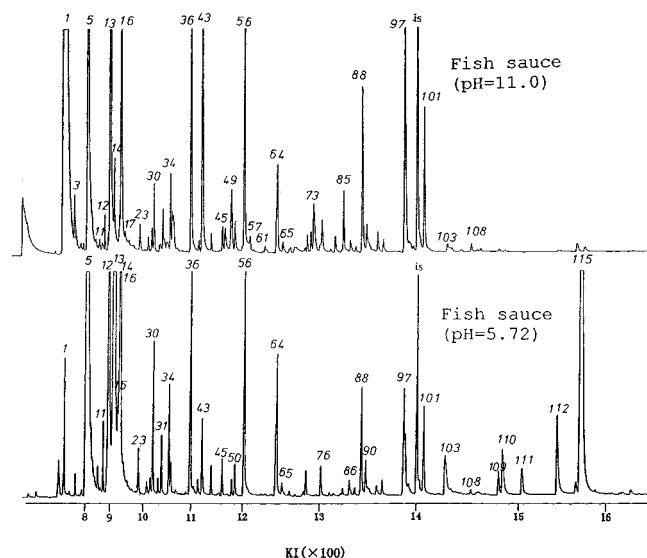 1 5 13 16 36 43 56 97 is
Fish sauce
(pH=11.0)
88 101
3 14 30 34 49 64 73 85
11 12 17 23 45 57 61 65 103 108
115
5 12 13 14 16 36 56 is
Fish sauce
(pH=5.72)
1 30 34 64 88 97 101
11 15 23 31 43 45 50 65 76 86 90 103 108 109 110 111 112
8 9 10 11 12 13 14 15 16
KI(×100)